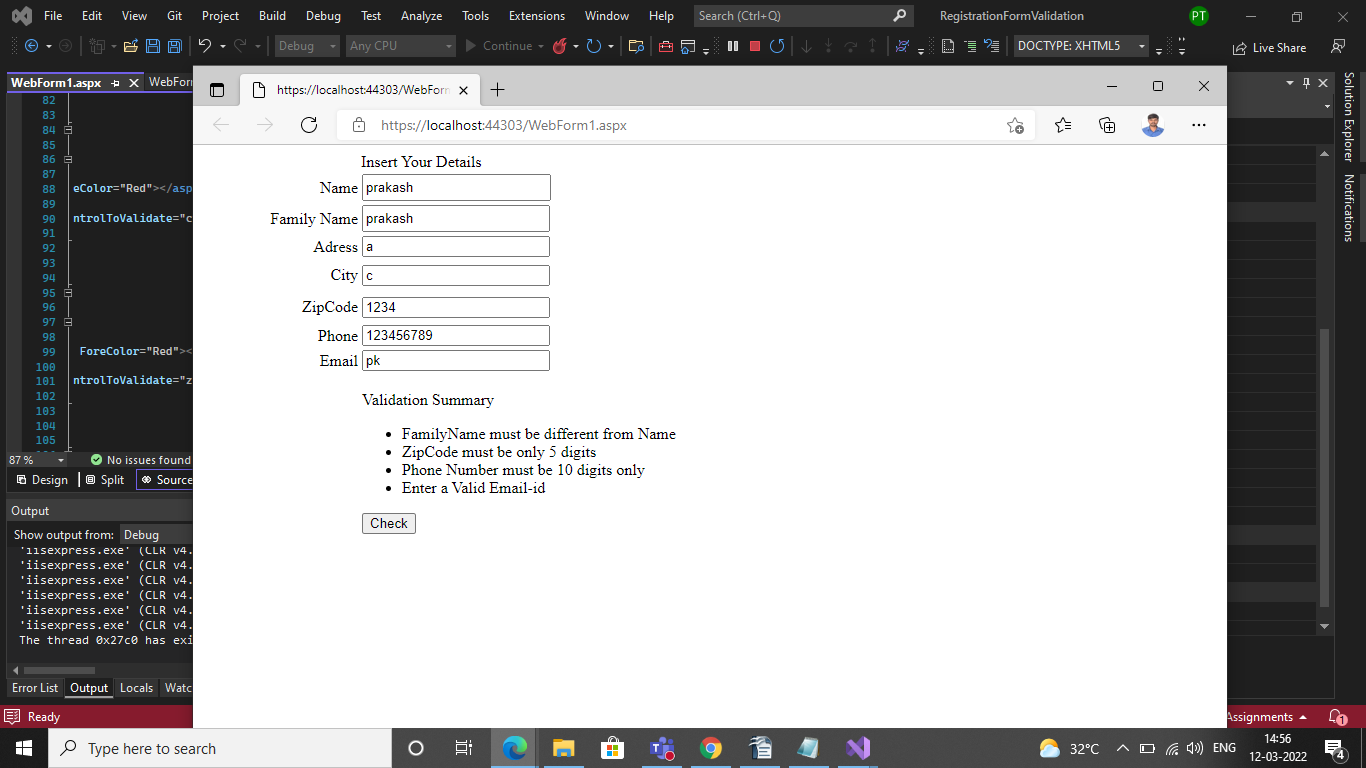 File Edit View Git Project Build Debug Test Analyze Tools Extensions Window Help Search (Ctrl+Q) RegistrationFormValidation PT
Debug Any CPU Continue DOCTYPE: XHTML5 Live Share
WebForm1.aspx WebForm
https://localhost:44303/WebForm
https://localhost:44303/WebForm1.aspx
Solution Explorer
Notifications
82
83
84
85
86
87
88 eColor="Red"></asp
89
90 ntrolToValidate="c
91
92
93
94
95
96
97
98
99 ForeColor="Red"><
100
101 ntrolToValidate="z
102
103
104
105
87 % No issues found
Design Split Source
Output
Show output from: Debug
'iisexpress.exe' (CLR v4.
'iisexpress.exe' (CLR v4.
'iisexpress.exe' (CLR v4.
'iisexpress.exe' (CLR v4.
'iisexpress.exe' (CLR v4.
'iisexpress.exe' (CLR v4.
The thread 0x27c0 has exi
Error List Output Locals Watc
Ready
Insert Your Details
Name prakash
Family Name prakash
Adress a
City c
ZipCode 1234
Phone 123456789
Email pk
Validation Summary
• FamilyName must be different from Name
• ZipCode must be only 5 digits
• Phone Number must be 10 digits only
• Enter a Valid Email-id
Check
Assignments 1
Type here to search 32°C ENG 14:56
12-03-2022 4